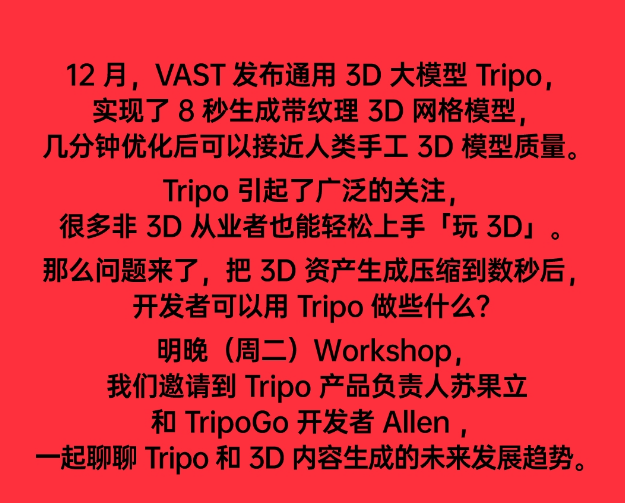 12 月，VAST 发布通用 3D 大模型 Tripo，
实现了 8 秒生成带纹理 3D 网格模型，
几分钟优化后可以接近人类手工 3D 模型质量。
Tripo 引起了广泛的关注，
很多非 3D 从业者也能轻松上手「玩 3D」。
那么问题来了，把 3D 资产生成压缩到数秒后，
开发者可以用 Tripo 做些什么？
明晚（周二）Workshop，
我们邀请到 Tripo 产品负责人苏果立
和 TripoGo 开发者 Allen ，
一起聊聊 Tripo 和 3D 内容生成的未来发展趋势。